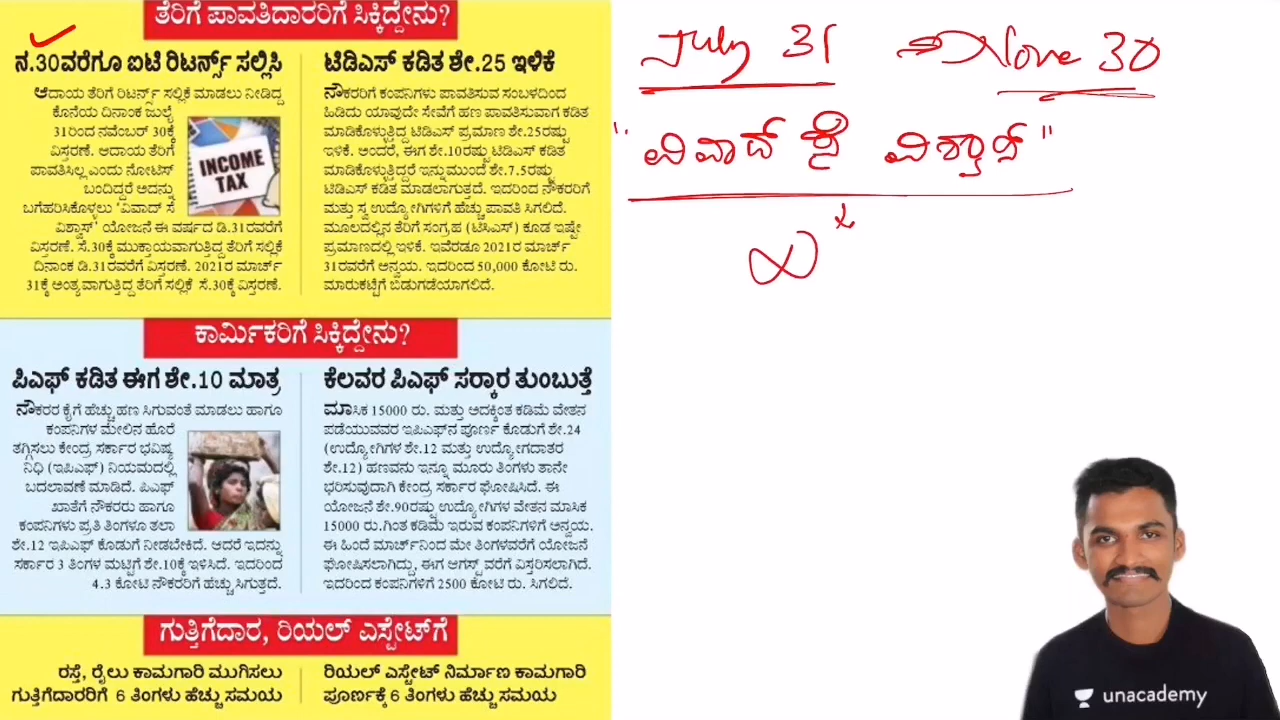 ತೆರಿಗೆ ಪಾವತಿದಾರರಿಗೆ ಸಿಕ್ಕಿದ್ದೇನು?
ನ.30ವರೆಗೂ ಐಟಿ ರಿಟರ್ನ್ಸ್ ಸಲ್ಲಿಸಿ
ಆದಾಯ ತೆರಿಗೆ ರಿಟರ್ನ್ಸ್ ಸಲ್ಲಿಕೆ ಮಾಡಲು ನೀಡಿದ್ದ
ಕೊನೆಯ ದಿನಾಂಕ ಜುಲೈ
31ರಿಂದ ನವೆಂಬರ್ 30ಕ್ಕೆ
ವಿಸ್ತರಣೆ. ಆದಾಯ ತೆರಿಗೆ
ಪಾವತಿಸಿಲ್ಲ ಎಂದು ನೋಟಿಸ್
ಬಂದಿದ್ದರೆ ಅದನ್ನು
ಬಗೆಹರಿಸಿಕೊಳ್ಳಲು 'ವಿವಾದ್ ಸೆ
ವಿಶ್ವಾಸ್' ಯೋಜನೆ ಈ ವರ್ಷದ ಡಿ.31ರವರೆಗೆ
ವಿಸ್ತರಣೆ. ಸೆ.30ಕ್ಕೆ ಮುಕ್ತಾಯವಾಗುತ್ತಿದ್ದ ತೆರಿಗೆ ಸಲ್ಲಿಕೆ
ದಿನಾಂಕ ಡಿ.31ರವರೆಗೆ ವಿಸ್ತರಣೆ. 2021ರ ಮಾರ್ಚ್
31ಕ್ಕೆ ಅಂತ್ಯವಾಗುತ್ತಿದ್ದ ತೆರಿಗೆ ಸಲ್ಲಿಕೆ ಸೆ.30ಕ್ಕೆ ವಿಸ್ತರಣೆ.
INCOME
TAX
ಟಿಡಿಎಸ್ ಕಡಿತ ಶೇ.25 ಇಳಿಕೆ
ನೌಕರರಿಗೆ ಕಂಪನಿಗಳು ಪಾವತಿಸುವ ಸಂಬಳದಿಂದ
ಹಿಡಿದು ಯಾವುದೇ ಸೇವೆಗೆ ಹಣ ಪಾವತಿಸುವಾಗ ಕಡಿತ
ಮಾಡಿಕೊಳ್ಳುತ್ತಿದ್ದ ಟಿಡಿಎಸ್ ಪ್ರಮಾಣ ಶೇ.25ರಷ್ಟು
ಇಳಿಕೆ. ಅಂದರೆ, ಈಗ ಶೇ.10ರಷ್ಟು ಟಿಡಿಎಸ್ ಕಡಿತ
ಮಾಡಿಕೊಳ್ಳುತ್ತಿದ್ದರೆ ಇನ್ನು ಮುಂದೆ ಶೇ.7.5ರಷ್ಟು
ಟಿಡಿಎಸ್ ಕಡಿತ ಮಾಡಲಾಗುತ್ತದೆ. ಇದರಿಂದ ನೌಕರರಿಗೆ
ಮತ್ತು ಸ್ವ ಉದ್ಯೋಗಿಗಳಿಗೆ ಹೆಚ್ಚು ಪಾವತಿ ಸಿಗಲಿದೆ.
ಮೂಲದಲ್ಲಿನ ತೆರಿಗೆ ಸಂಗ್ರಹ (ಟಿಸಿಎಸ್) ಕೂಡ ಇಷ್ಟೇ
ಪ್ರಮಾಣದಲ್ಲಿ ಇಳಿಕೆ. ಇವೆರಡೂ 2021ರ ಮಾರ್ಚ್
31ರವರೆಗೆ ಅನ್ವಯ. ಇದರಿಂದ 50,000 ಕೋಟಿ ರು.
ಮಾರುಕಟ್ಟೆಗೆ ಬಿಡುಗಡೆಯಾಗಲಿದೆ.
ಕಾರ್ಮಿಕರಿಗೆ ಸಿಕ್ಕಿದ್ದೇನು?
ಪಿಎಫ್ ಕಡಿತ ಈಗ ಶೇ.10 ಮಾತ್ರ
ನೌಕರರ ಕೈಗೆ ಹೆಚ್ಚು ಹಣ ಸಿಗುವಂತೆ ಮಾಡಲು ಹಾಗೂ
ಕಂಪನಿಗಳ ಮೇಲಿನ ಹೊರೆ
ತಗ್ಗಿಸಲು ಕೇಂದ್ರ ಸರ್ಕಾರ ಭವಿಷ್ಯ
ನಿಧಿ (ಇಪಿಎಫ್) ನಿಯಮದಲ್ಲಿ
ಬದಲಾವಣೆ ಮಾಡಿದೆ. ಪಿಎಫ್
ಖಾತೆಗೆ ನೌಕರರು ಹಾಗೂ
ಕಂಪನಿಗಳು ಪ್ರತಿ ತಿಂಗಳೂ ತಲಾ
ಶೇ.12 ಇಪಿಎಫ್ ಕೊಡುಗೆ ನೀಡಬೇಕಿದೆ. ಆದರೆ ಇದನ್ನು
ಸರ್ಕಾರ 3 ತಿಂಗಳ ಮಟ್ಟಿಗೆ ಶೇ.10ಕ್ಕೆ ಇಳಿಸಿದೆ. ಇದರಿಂದ
4.3 ಕೋಟಿ ನೌಕರರಿಗೆ ಹೆಚ್ಚು ಸಿಗುತ್ತದೆ.
ಕೆಲವರ ಪಿಎಫ್ ಸರ್ಕಾರ ತುಂಬುತ್ತೆ
ಮಾಸಿಕ 15000 ರು. ಮತ್ತು ಅದಕ್ಕಿಂತ ಕಡಿಮೆ ವೇತನ
ಪಡೆಯುವವರ ಇಪಿಎಫ್‌ನ ಪೂರ್ಣ ಕೊಡುಗೆ ಶೇ.24
(ಉದ್ಯೋಗಿಗಳ ಶೇ.12 ಮತ್ತು ಉದ್ಯೋಗದಾತರ
ಶೇ.12) ಹಣವನು ಇನ್ನೂ ಮೂರು ತಿಂಗಳು ತಾನೇ
ಭರಿಸುವುದಾಗಿ ಕೇಂದ್ರ ಸರ್ಕಾರ ಘೋಷಿಸಿದೆ. ಈ
ಯೋಜನೆ ಶೇ.90ರಷ್ಟು ಉದ್ಯೋಗಿಗಳ ವೇತನ ಮಾಸಿಕ
15000 ರು.ಗಿಂತ ಕಡಿಮೆ ಇರುವ ಕಂಪನಿಗಳಿಗೆ ಅನ್ವಯ.
ಈ ಹಿಂದೆ ಮಾರ್ಚ್‌ನಿಂದ ಮೇ ತಿಂಗಳವರೆಗೆ ಯೋಜನೆ
ಘೋಷಿಸಲಾಗಿದ್ದು, ಈಗ ಆಗಸ್ಟ್‌ವರೆಗೆ ವಿಸ್ತರಿಸಲಾಗಿದೆ.
ಇದರಿಂದ ಕಂಪನಿಗಳಿಗೆ 2500 ಕೋಟಿ ರು. ಸಿಗಲಿದೆ.
ಗುತ್ತಿಗೆದಾರ, ರಿಯಲ್ ಎಸ್ಟೇಟ್‌ಗೆ
ರಸ್ತೆ, ರೈಲು ಕಾಮಗಾರಿ ಮುಗಿಸಲು
ಗುತ್ತಿಗೆದಾರರಿಗೆ 6 ತಿಂಗಳು ಹೆಚ್ಚು ಸಮಯ
ರಿಯಲ್ ಎಸ್ಟೇಟ್ ನಿರ್ಮಾಣ ಕಾಮಗಾರಿ
ಪೂರ್ಣಕ್ಕೆ 6 ತಿಂಗಳು ಹೆಚ್ಚು ಸಮಯ
July 31 Nove 30
"ವಿವಾದ್ ಸೆ ವಿಶ್ವಾಸ್"
unacademy